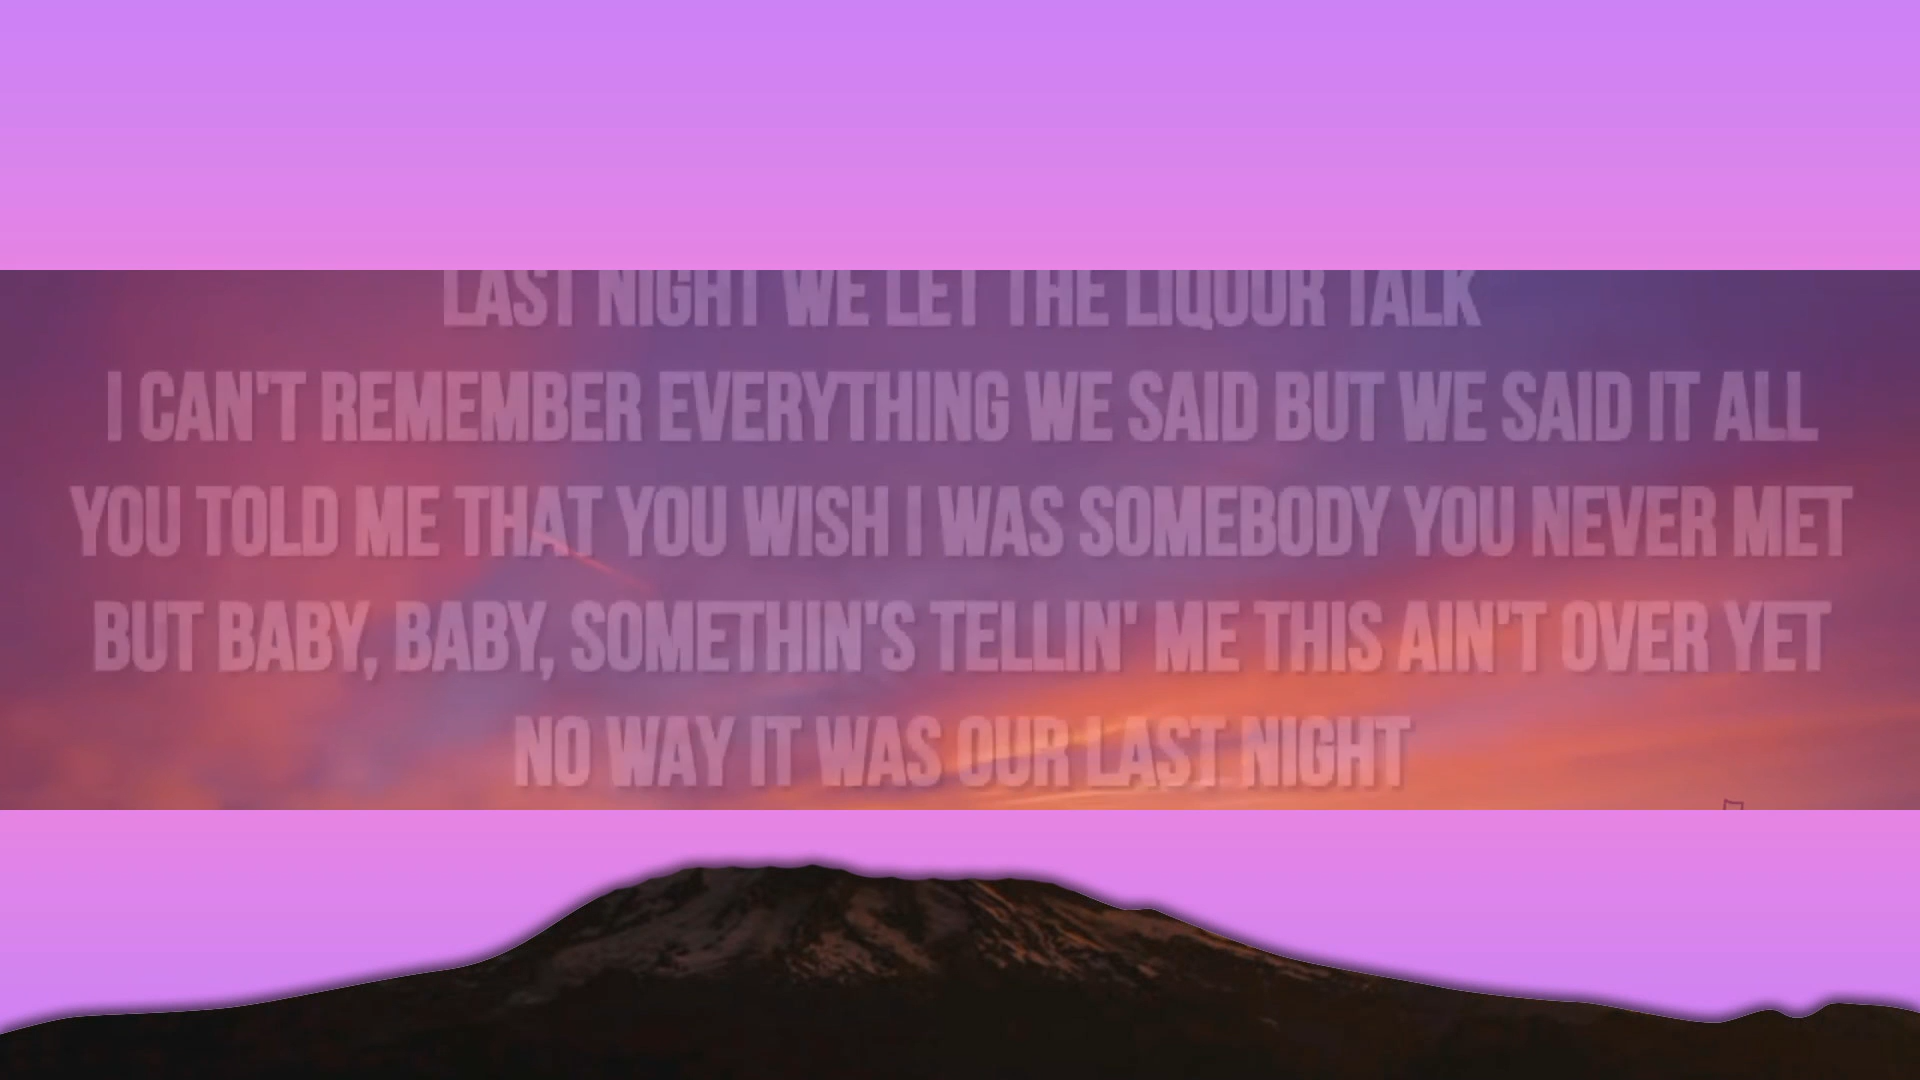 LAST NIGHT WE LET THE LIQUOR TALK
I CAN'T REMEMBER EVERYTHING WE SAID BUT WE SAID IT ALL
YOU TOLD ME THAT YOU WISH I WAS SOMEBODY YOU NEVER MET
BUT BABY, BABY, SOMETHIN'S TELLIN' ME THIS AIN'T OVER YET
NO WAY IT WAS OUR LAST NIGHT